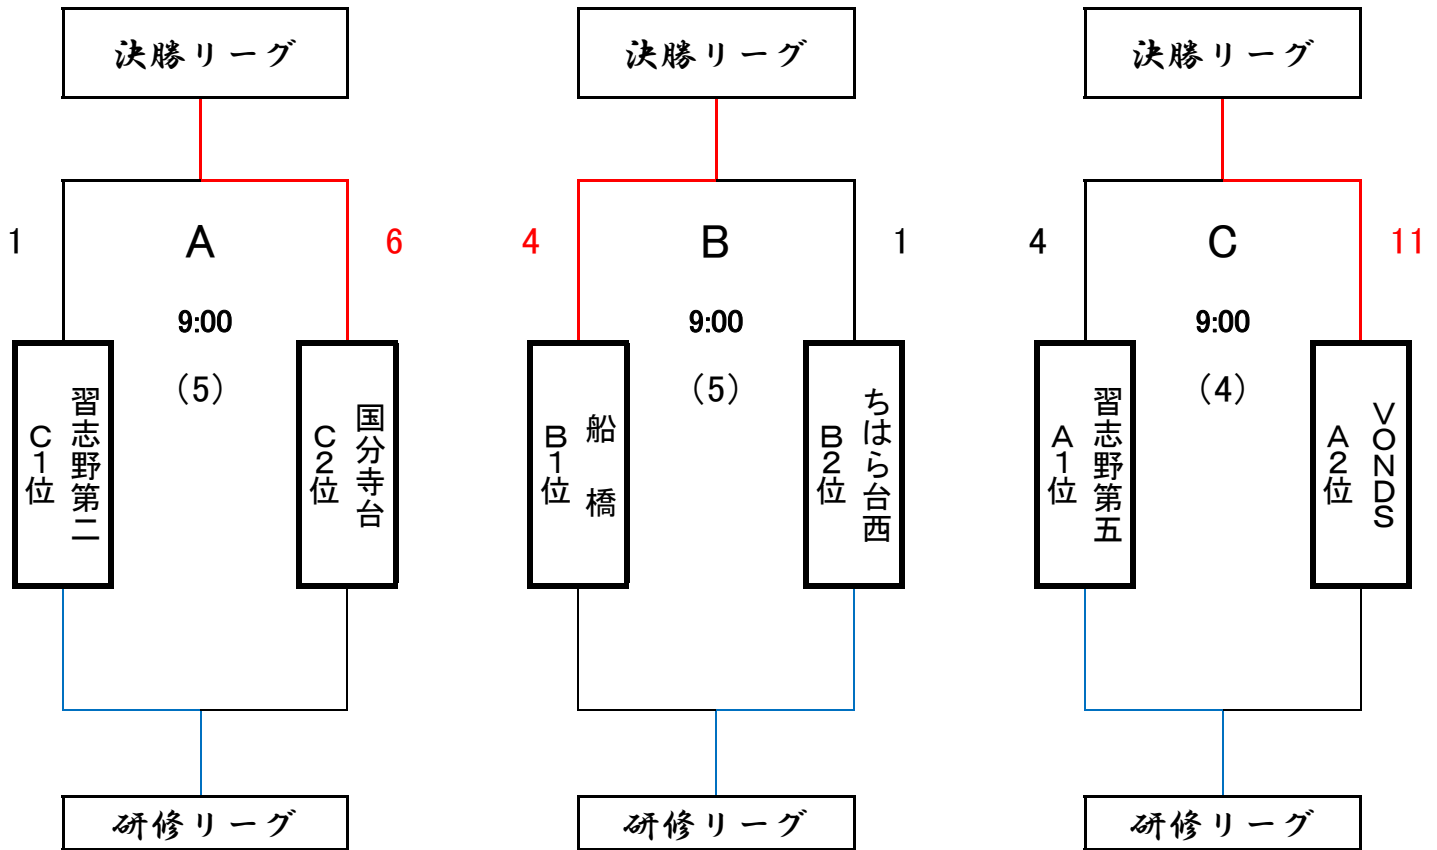 決勝リーグ
決勝リーグ
決勝リーグ
1
A
6
4
B
1
4
C
11
9:00
9:00
9:00
(5)
(5)
(4)
習志野第二
C1位
国分寺台
C2位
船橋
B1位
ちはら台西
B2位
習志野第五
A1位
VONDS
A2位
研修リーグ
研修リーグ
研修リーグ